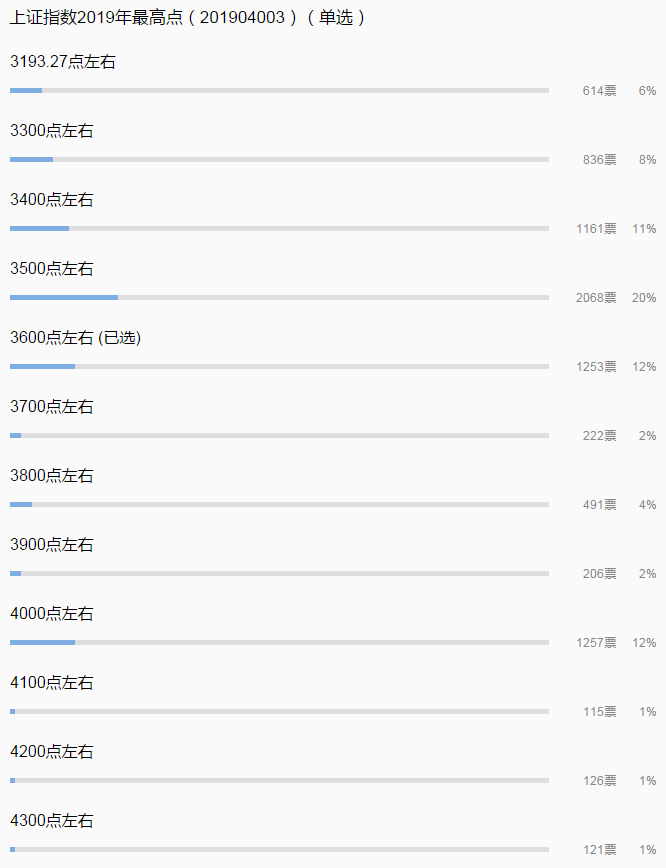 上证指数2019年最高点（201904003）（单选）
3193.27点左右
614票 6%
3300点左右
836票 8%
3400点左右
1161票 11%
3500点左右
2068票 20%
3600点左右 (已选)
1253票 12%
3700点左右
222票 2%
3800点左右
491票 4%
3900点左右
206票 2%
4000点左右
1257票 12%
4100点左右
115票 1%
4200点左右
126票 1%
4300点左右
121票 1%